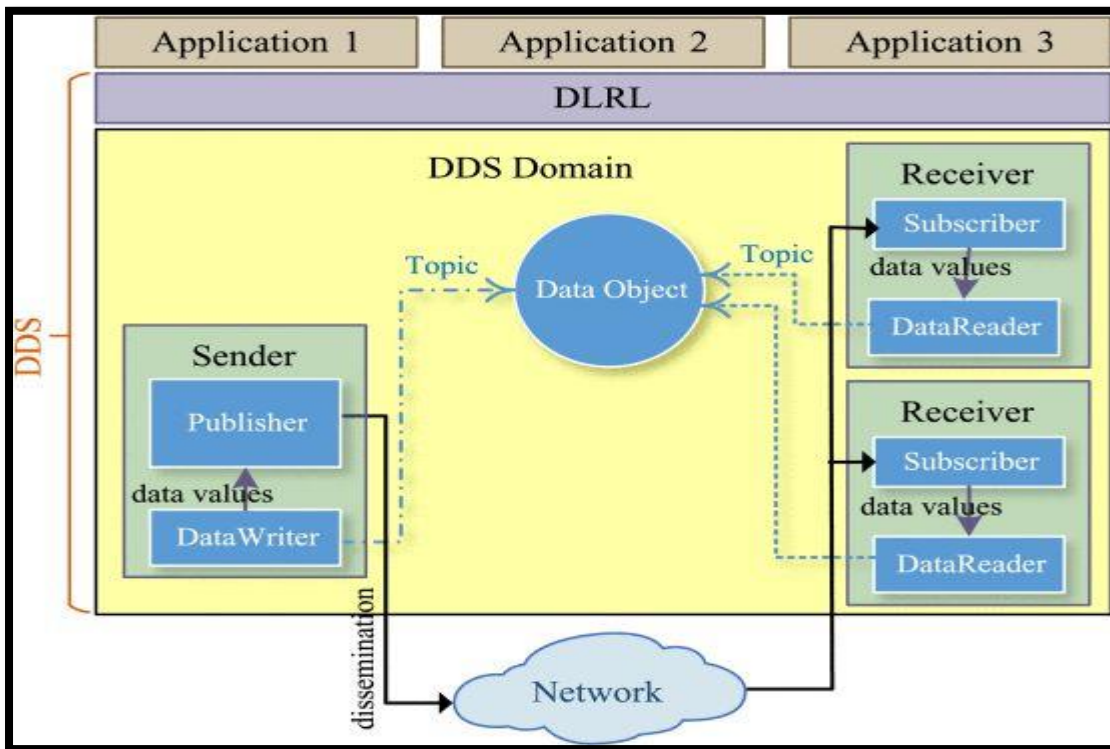 Application 1
Application 2
Application 3
DLRL
DDS Domain
DDS
Receiver
Subscriber
data values
DataReader
Topic
Topic
Data Object
Sender
Publisher
data values
DataWriter
Receiver
Subscriber
data values
DataReader
dissemination
Network